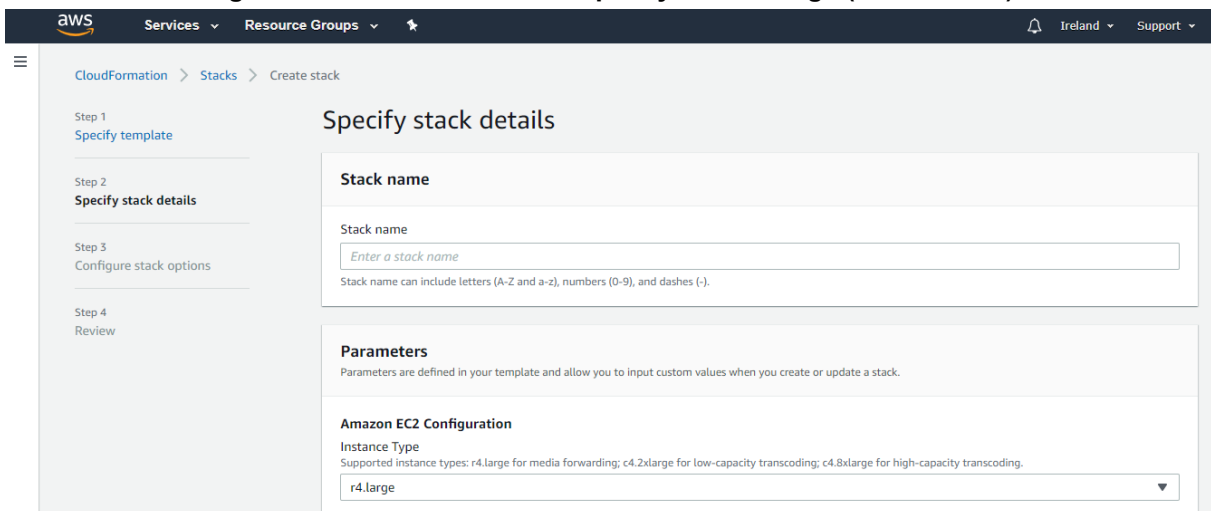 aws Services Resource Groups Ireland Support
CloudFormation > Stacks > Create stack
Step 1
Specify template
Step 2
Specify stack details
Step 3
Configure stack options
Step 4
Review
Specify stack details
Stack name
Stack name
Enter a stack name
Stack name can include letters (A-Z and a-z), numbers (0-9), and dashes (-).
Parameters
Parameters are defined in your template and allow you to input custom values when you create or update a stack.
Amazon EC2 Configuration
Instance Type
Supported instance types: r4.large for media forwarding; c4.2xlarge for low-capacity transcoding; c4.8xlarge for high-capacity transcoding.
r4.large